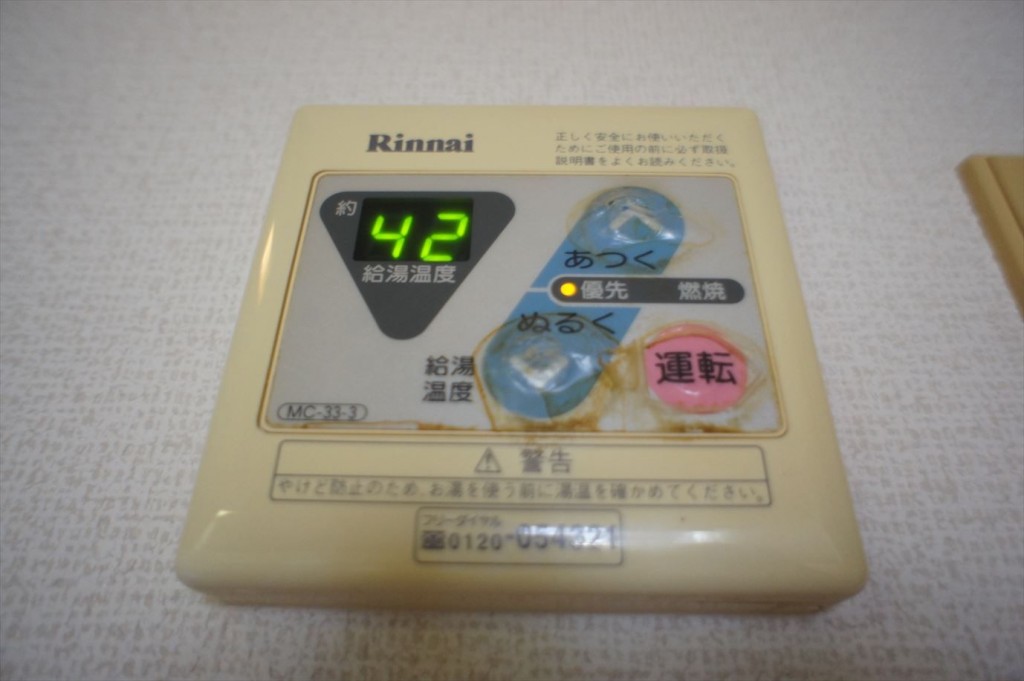 Rinnai
正しく安全にお使いいただく
ためにご使用の前に必ず取扱
説明書をよくお読みください。
約 42
給湯温度
あつく
優先 燃焼
ぬるく
給湯
温度
運転
MC-33-3
警告
やけど防止のため、お湯を使う前に湯温を確かめてください。
フリーダイヤル
0120-054321